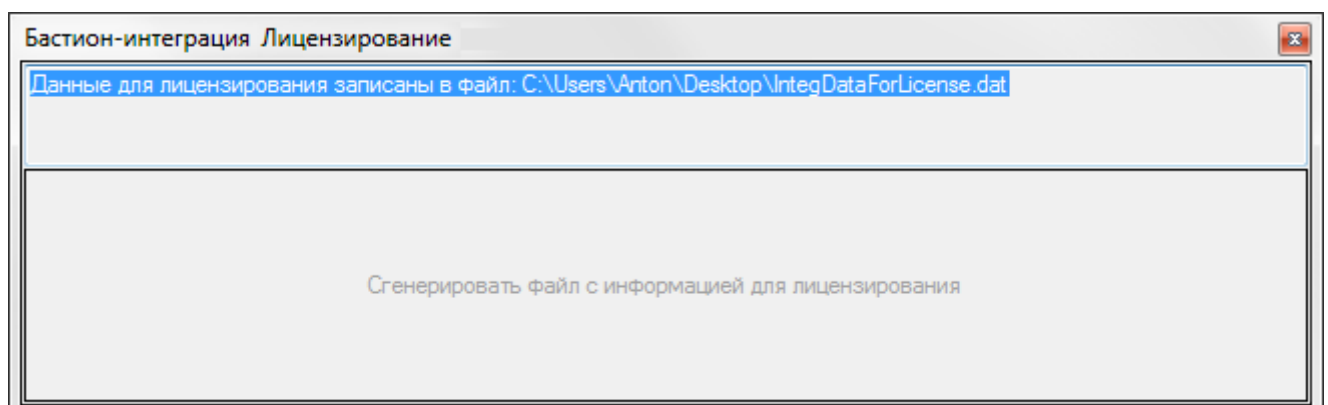 Бастион-интеграция Лицензирование
Данные для лицензирования записаны в файл: C:\Users\Anton\Desktop\IntegDataForLicense.dat
Сгенерировать файл с информацией для лицензирования